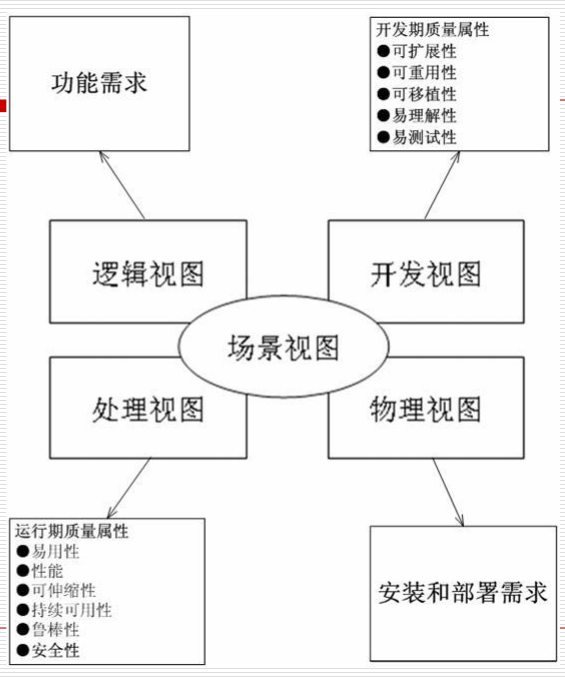 功能需求
开发期质量属性
●可扩展性
●可重用性
●可移植性
●易理解性
●易测试性
逻辑视图
开发视图
场景视图
处理视图
物理视图
运行期质量属性
●易用性
●性能
●可伸缩性
●持续可用性
●鲁棒性
●安全性
安装和部署需求